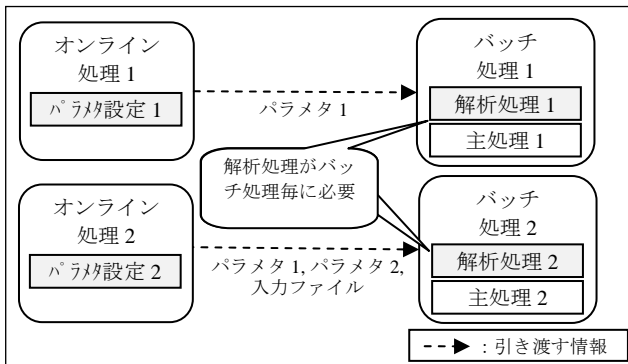 オンライン
処理 1
パラメタ設定 1
パラメタ 1
バッチ
処理 1
解析処理 1
主処理 1
解析処理がバッ
チ処理毎に必要
オンライン
処理 2
パラメタ設定 2
パラメタ 1, パラメタ 2,
入力ファイル
バッチ
処理 2
解析処理 2
主処理 2
: 引き渡す情報